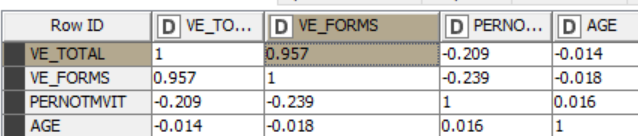 Row ID D VE_TO... D VE_FORMS D PERNO... D AGE
VE_TOTAL 1 0.957 -0.209 -0.014
VE_FORMS 0.957 1 -0.239 -0.018
PERNOTMVIT -0.209 -0.239 1 0.016
AGE -0.014 -0.018 0.016 1